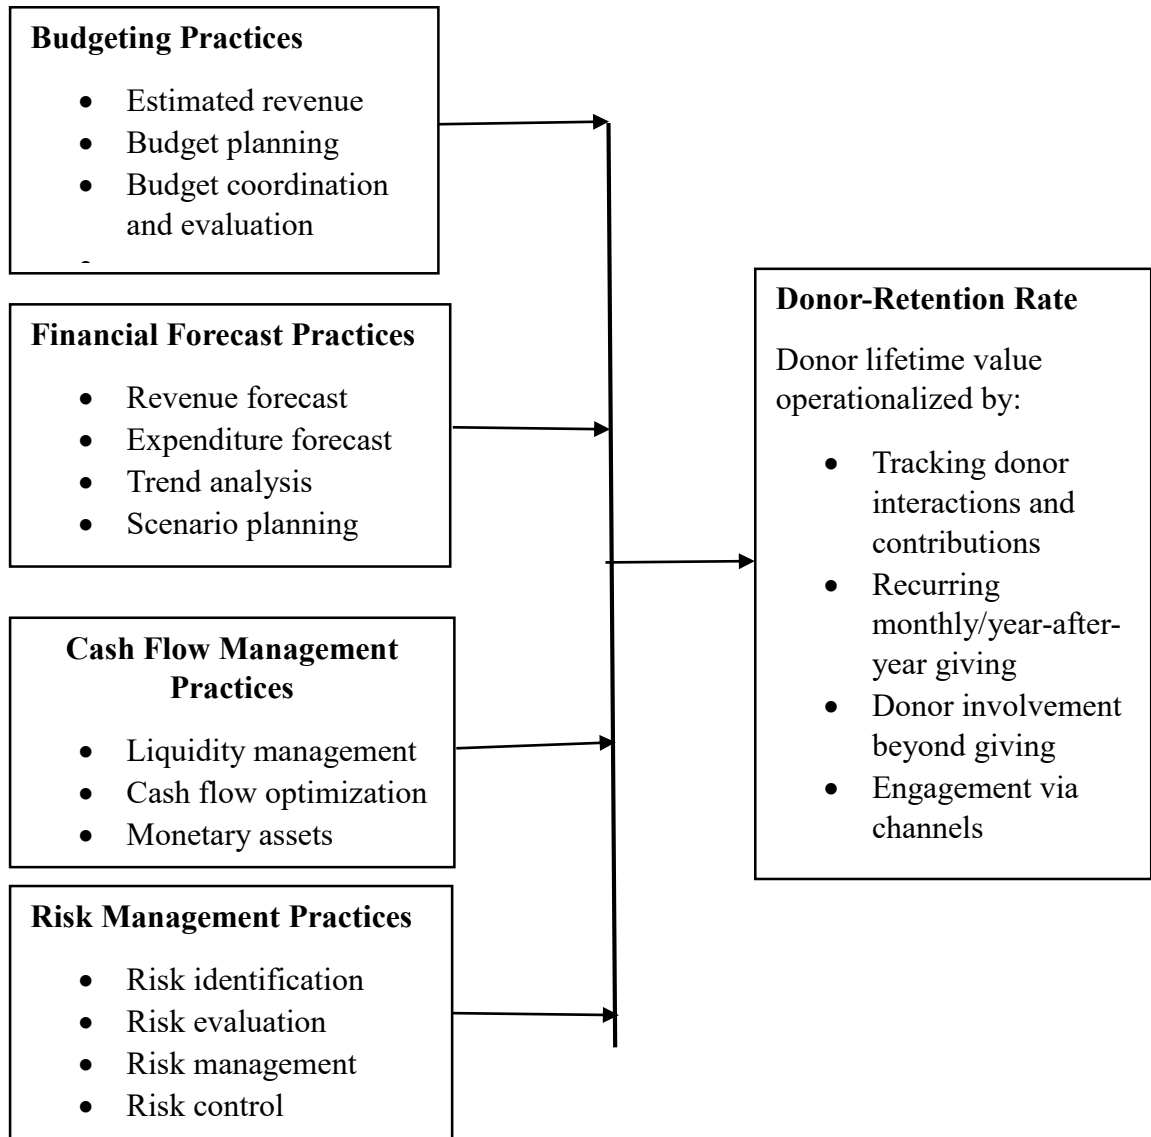 Budgeting Practices
• Estimated revenue
• Budget planning
• Budget coordination
and evaluation
•
Financial Forecast Practices
• Revenue forecast
• Expenditure forecast
• Trend analysis
• Scenario planning
Cash Flow Management
Practices
• Liquidity management
• Cash flow optimization
• Monetary assets
Risk Management Practices
• Risk identification
• Risk evaluation
• Risk management
• Risk control
Donor-Retention Rate
Donor lifetime value
operationalized by:
• Tracking donor
interactions and
contributions
• Recurring
monthly/year-after-
year giving
• Donor involvement
beyond giving
• Engagement via
channels